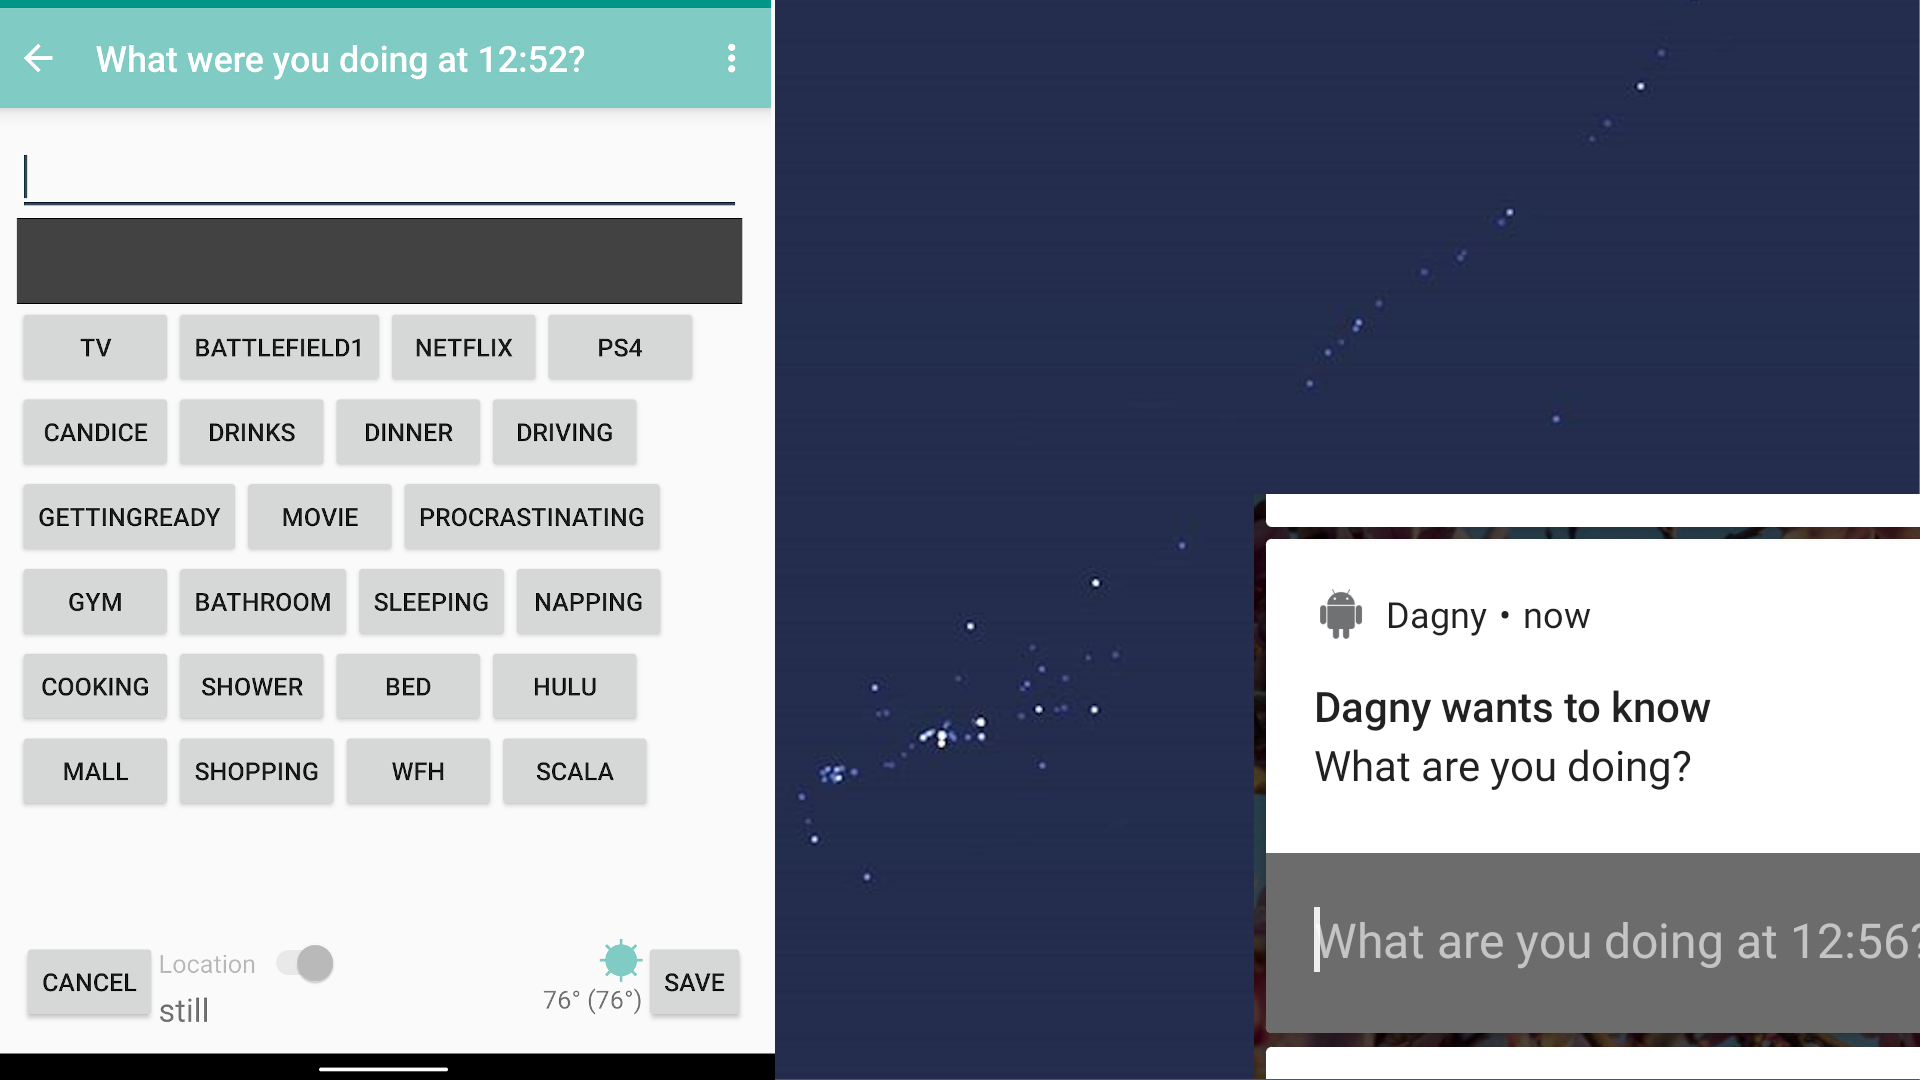 What were you doing at 12:52?
TV BATTLEFIELD1 NETFLIX PS4
CANDICE DRINKS DINNER DRIVING
GETTINGREADY MOVIE PROCRASTINATING
GYM BATHROOM SLEEPING NAPPING
COOKING SHOWER BED HULU
MALL SHOPPING WFH SCALA
CANCEL Location SAVE
still 76° (76°)
Dagny • now
Dagny wants to know
What are you doing?
What are you doing at 12:56?